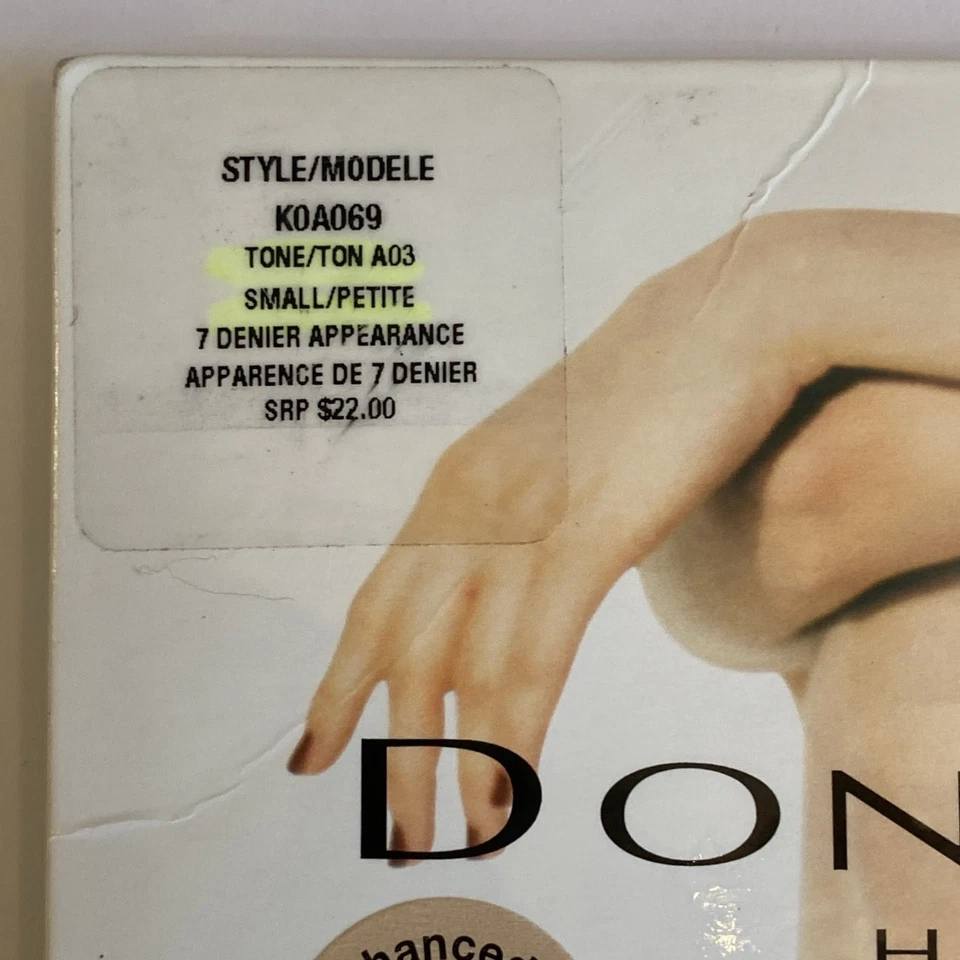 STYLE/MODELE
K0A069
TONE/TON A03
SMALL/PETITE
7 DENIER APPEARANCE
APPARENCE DE 7 DENIER
SRP $22.00
DON
H
hance